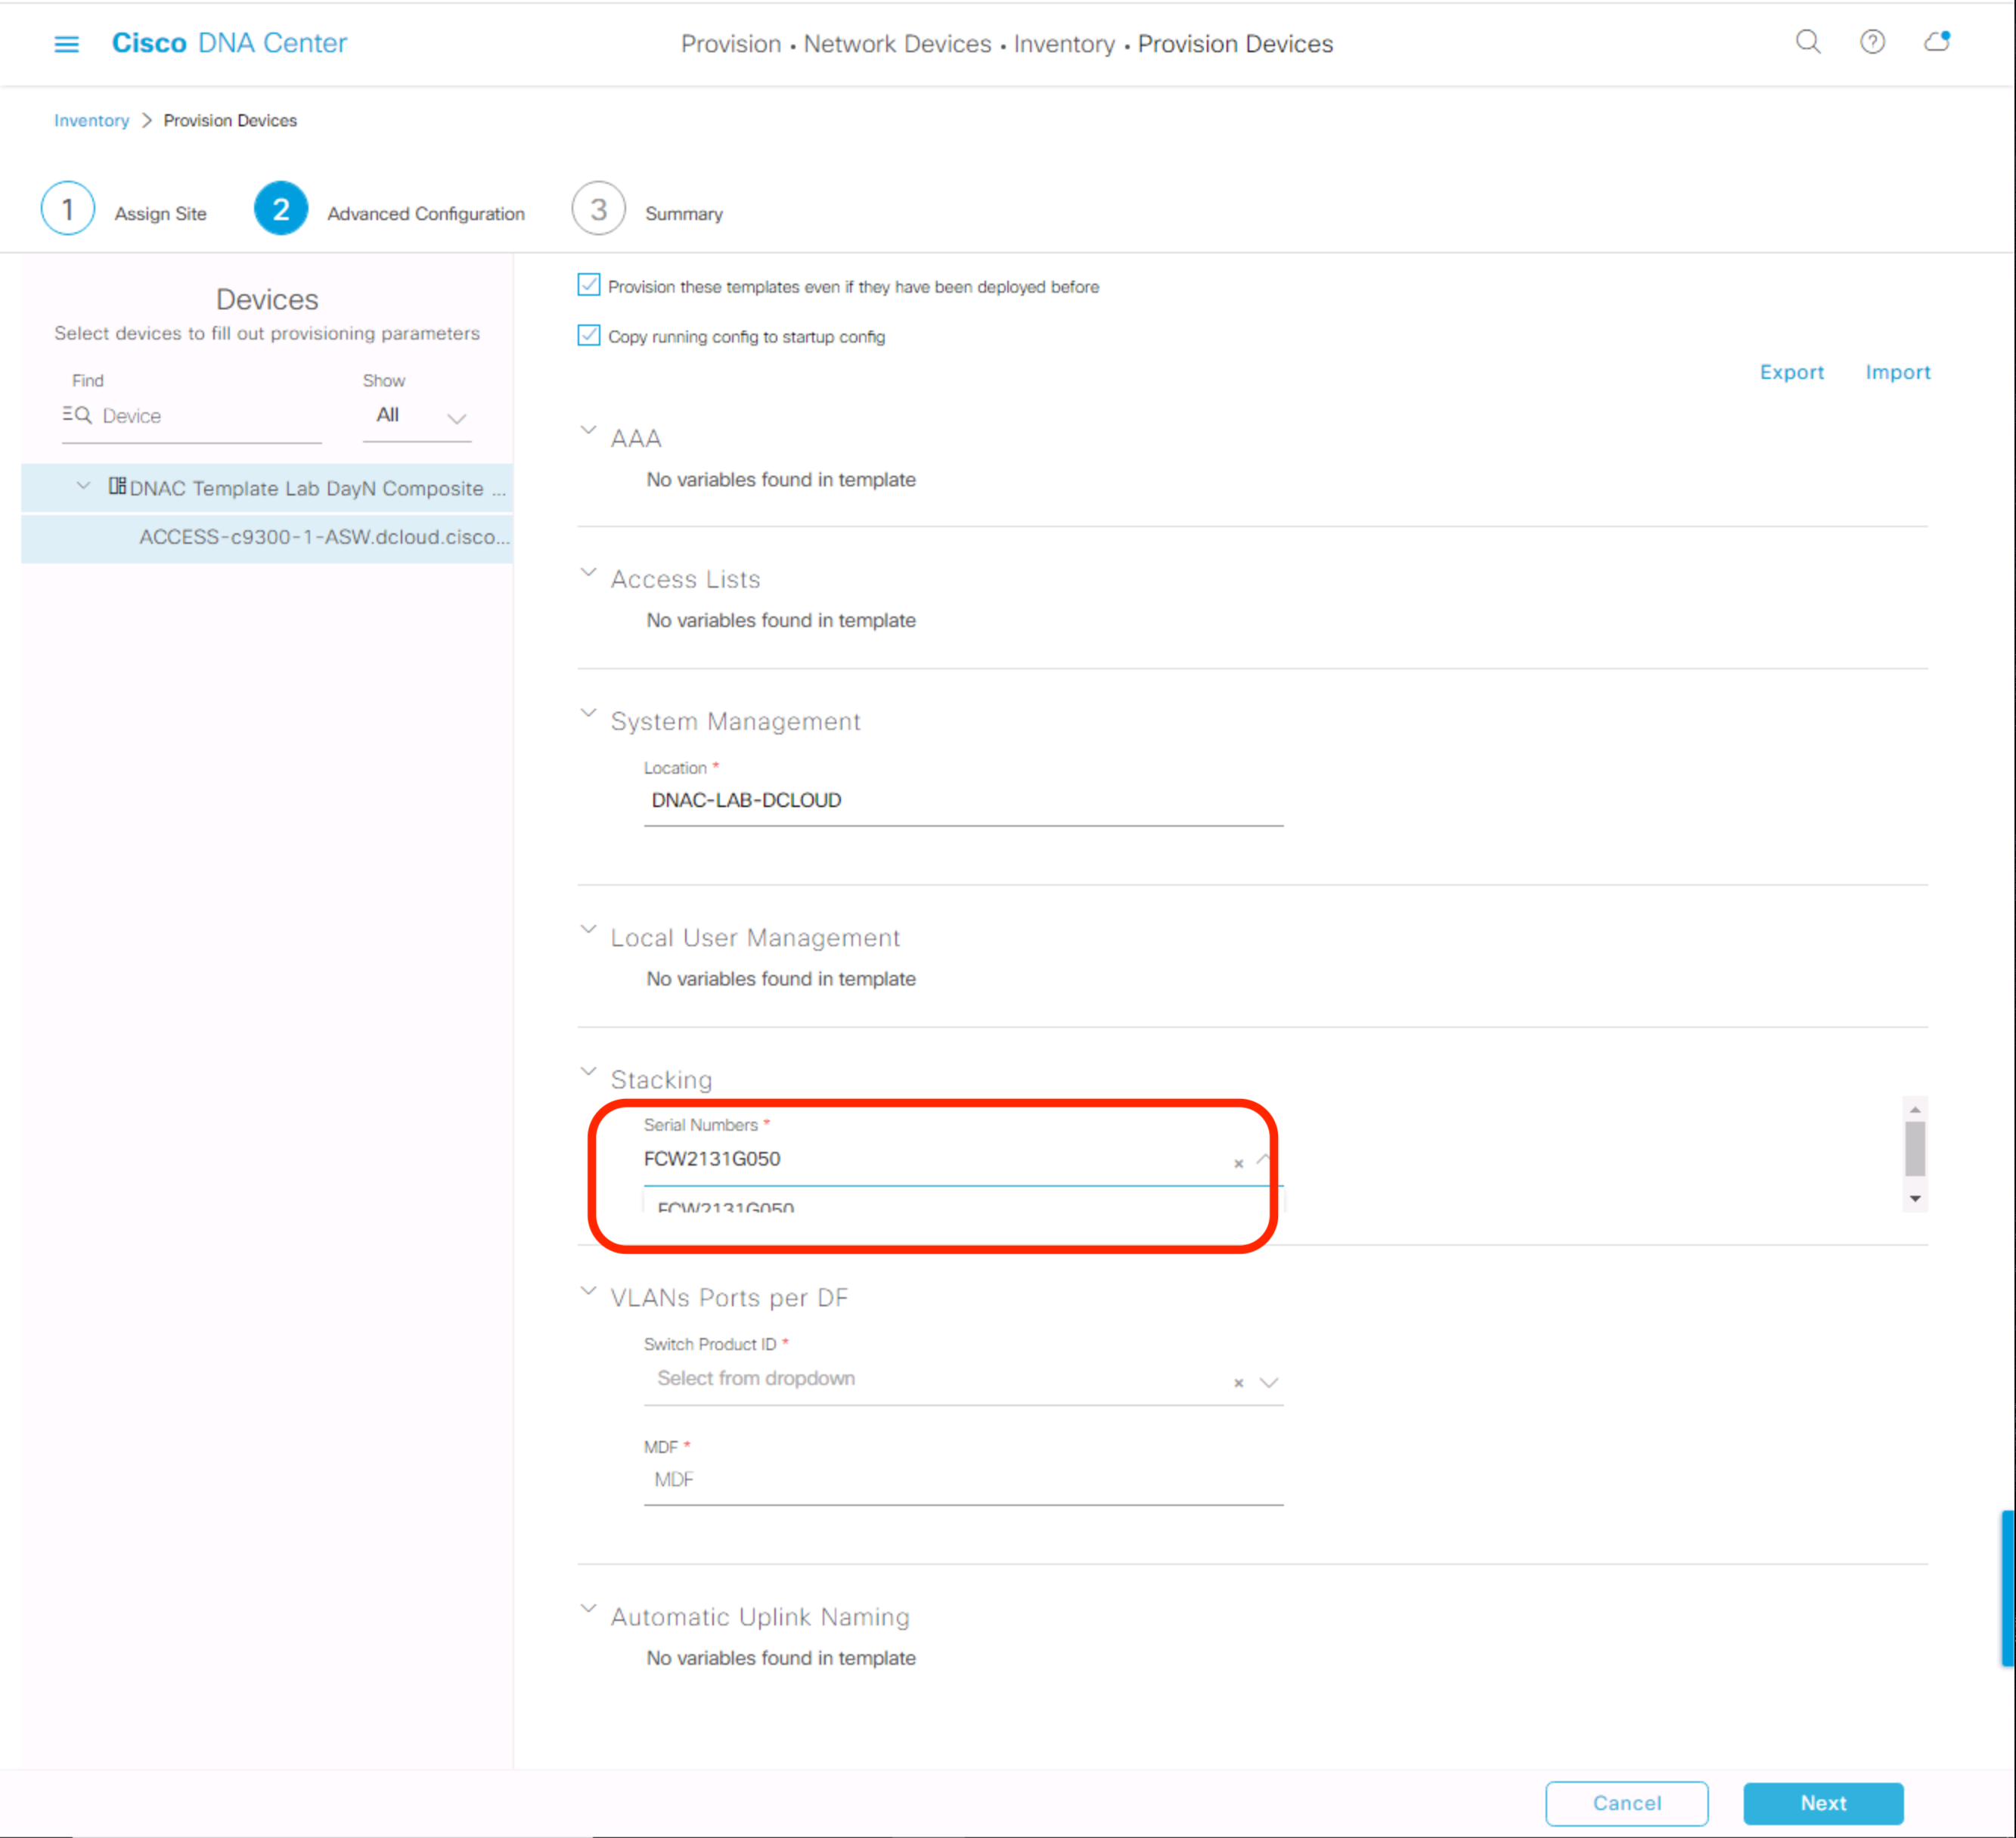 Cisco DNA Center
Provision • Network Devices • Inventory • Provision Devices
Inventory > Provision Devices
1 Assign Site
2 Advanced Configuration
3 Summary
Devices
Select devices to fill out provisioning parameters
Find
Show
Device
All
DNAC Template Lab DayN Composite ...
ACCESS-c9300-1-ASW.dcloud.cisco...
Provision these templates even if they have been deployed before
Copy running config to startup config
Export Import
AAA
No variables found in template
Access Lists
No variables found in template
System Management
Location *
DNAC-LAB-DCLOUD
Local User Management
No variables found in template
Stacking
Serial Numbers *
FCW2131G050
FCW2131G050
VLANs Ports per DF
Switch Product ID *
Select from dropdown
MDF *
MDF
Automatic Uplink Naming
No variables found in template
Cancel
Next